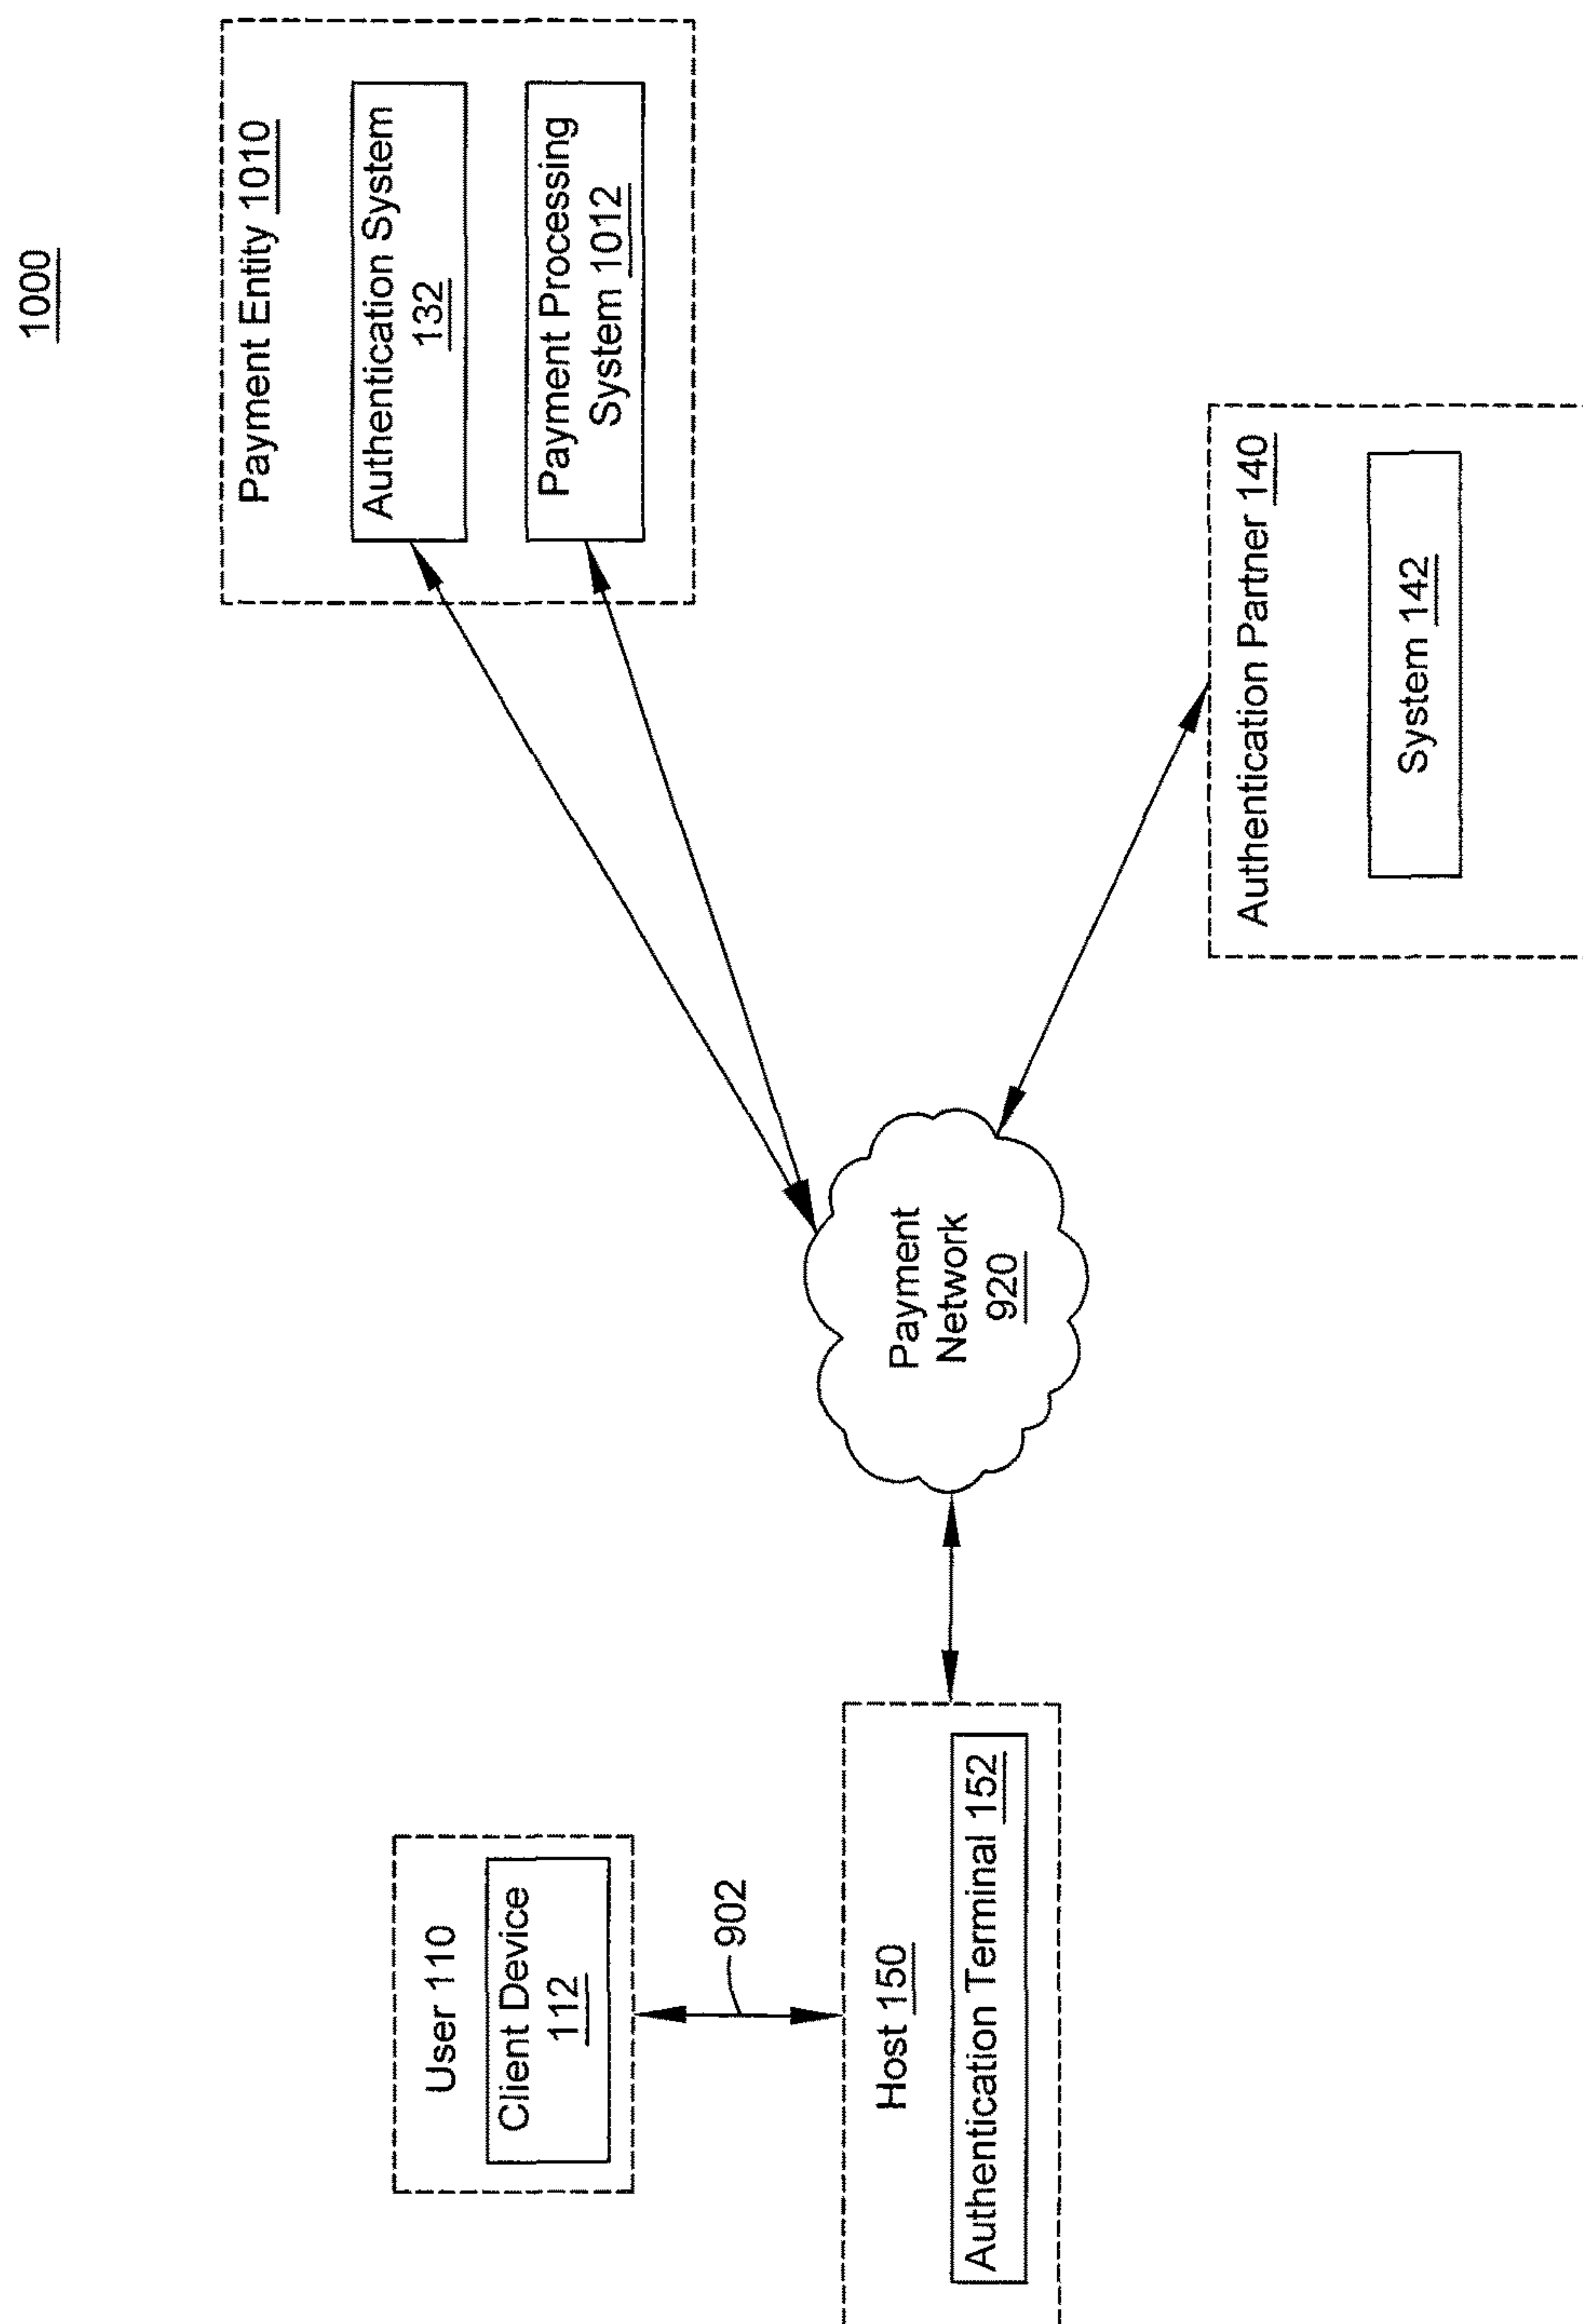 1000
Payment Entity 1010
Authentication System
132
Payment Processing
System 1012
User 110
Client Device
112
902
Host 150
Authentication Terminal 152
Payment
Network
920
Authentication Partner 140
System 142